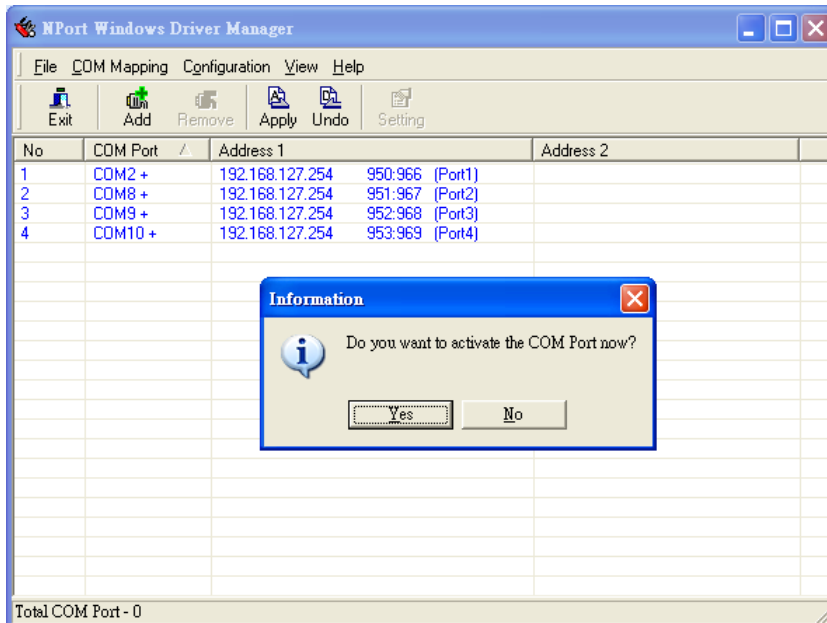 NPort Windows Driver Manager
File COM Mapping Configuration View Help
Exit Add Remove Apply Undo Setting
No COM Port Address 1 Address 2
1 COM2 + 192.168.127.254 950:966 (Port1)
2 COM8 + 192.168.127.254 951:967 (Port2)
3 COM9 + 192.168.127.254 952:968 (Port3)
4 COM10 + 192.168.127.254 953:969 (Port4)
Information
Do you want to activate the COM Port now?
Yes No
Total COM Port - 0